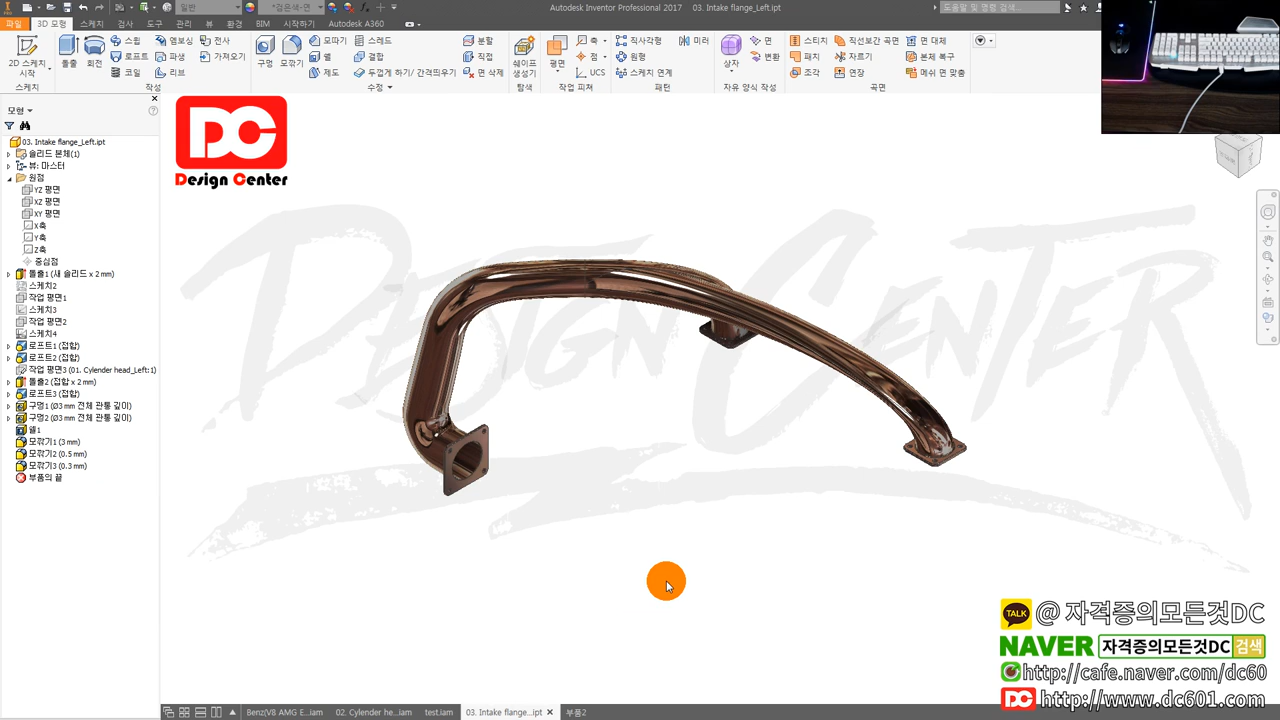 일반
*검은색-연
Autodesk Inventor Professional 2017 03. Intake flange_Left.ipt
도움말 및 명령 검색...
파일 3D 모형 스케치 검사 도구 관리 뷰 환경 BIM 시작하기 Autodesk A360
2D 스케치
시작
스케치
돌출
회전
스윕
로프트
코일
엠보싱
파생
리브
전사
가져오기
작성
구멍
모깎기
모따기
쉘
제도
스레드
결합
두껍게 하기/ 간격띄우기
분할
직접
면 삭제
수정
쉐이프
생성기
탐색
평면
축
점
UCS
작업 피쳐
직사각형
원형
스케치 연계
미러
패턴
상자
면
변환
자유 양식 작성
스티치
패치
조각
직선보간 곡면
자르기
연장
면 대체
본체 복구
메쉬 면 맞춤
곡면
모형
03. Intake flange_Left.ipt
솔리드 본체(1)
뷰: 마스터
원점
YZ 평면
XZ 평면
XY 평면
X축
Y축
Z축
중심점
돌출1 (새 솔리드 x 2 mm)
스케치2
작업 평면1
스케치3
작업 평면2
스케치4
로프트1 (접합)
로프트2 (접합)
작업 평면3 (01. Cylender head_Left:1)
돌출2 (접합 x 2 mm)
로프트3 (접합)
구멍1 (Ø3 mm 전체 관통 깊이)
구멍2 (Ø3 mm 전체 관통 깊이)
쉘1
모깎기1 (3 mm)
모깎기2 (0.5 mm)
모깎기3 (0.3 mm)
부품의 끝
DC
Design Center
DESIGN CENTER
TALK @ 자격증의모든것DC
NAVER 자격증의모든것DC 검색
http://cafe.naver.com/dc60
DC http://www.dc601.com
Benz(V8 AMG E...iam 02. Cylender he...iam test.iam 03. Intake flange...ipt 부품2